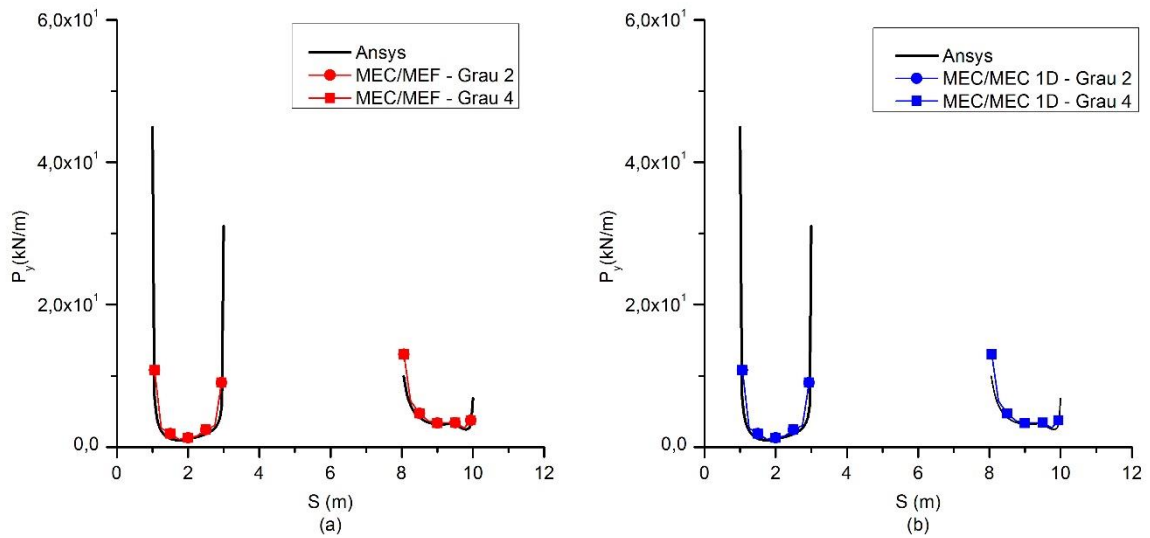 6,0x10¹
4,0x10¹
2,0x10¹
0,0
P_y(kN/m)
Ansys
MEC/MEF - Grau 2
MEC/MEF - Grau 4
0 2 4 6 8 10 12
S (m)
(a)
6,0x10¹
4,0x10¹
2,0x10¹
0,0
P_y(kN/m)
Ansys
MEC/MEC 1D - Grau 2
MEC/MEC 1D - Grau 4
0 2 4 6 8 10 12
S (m)
(b)